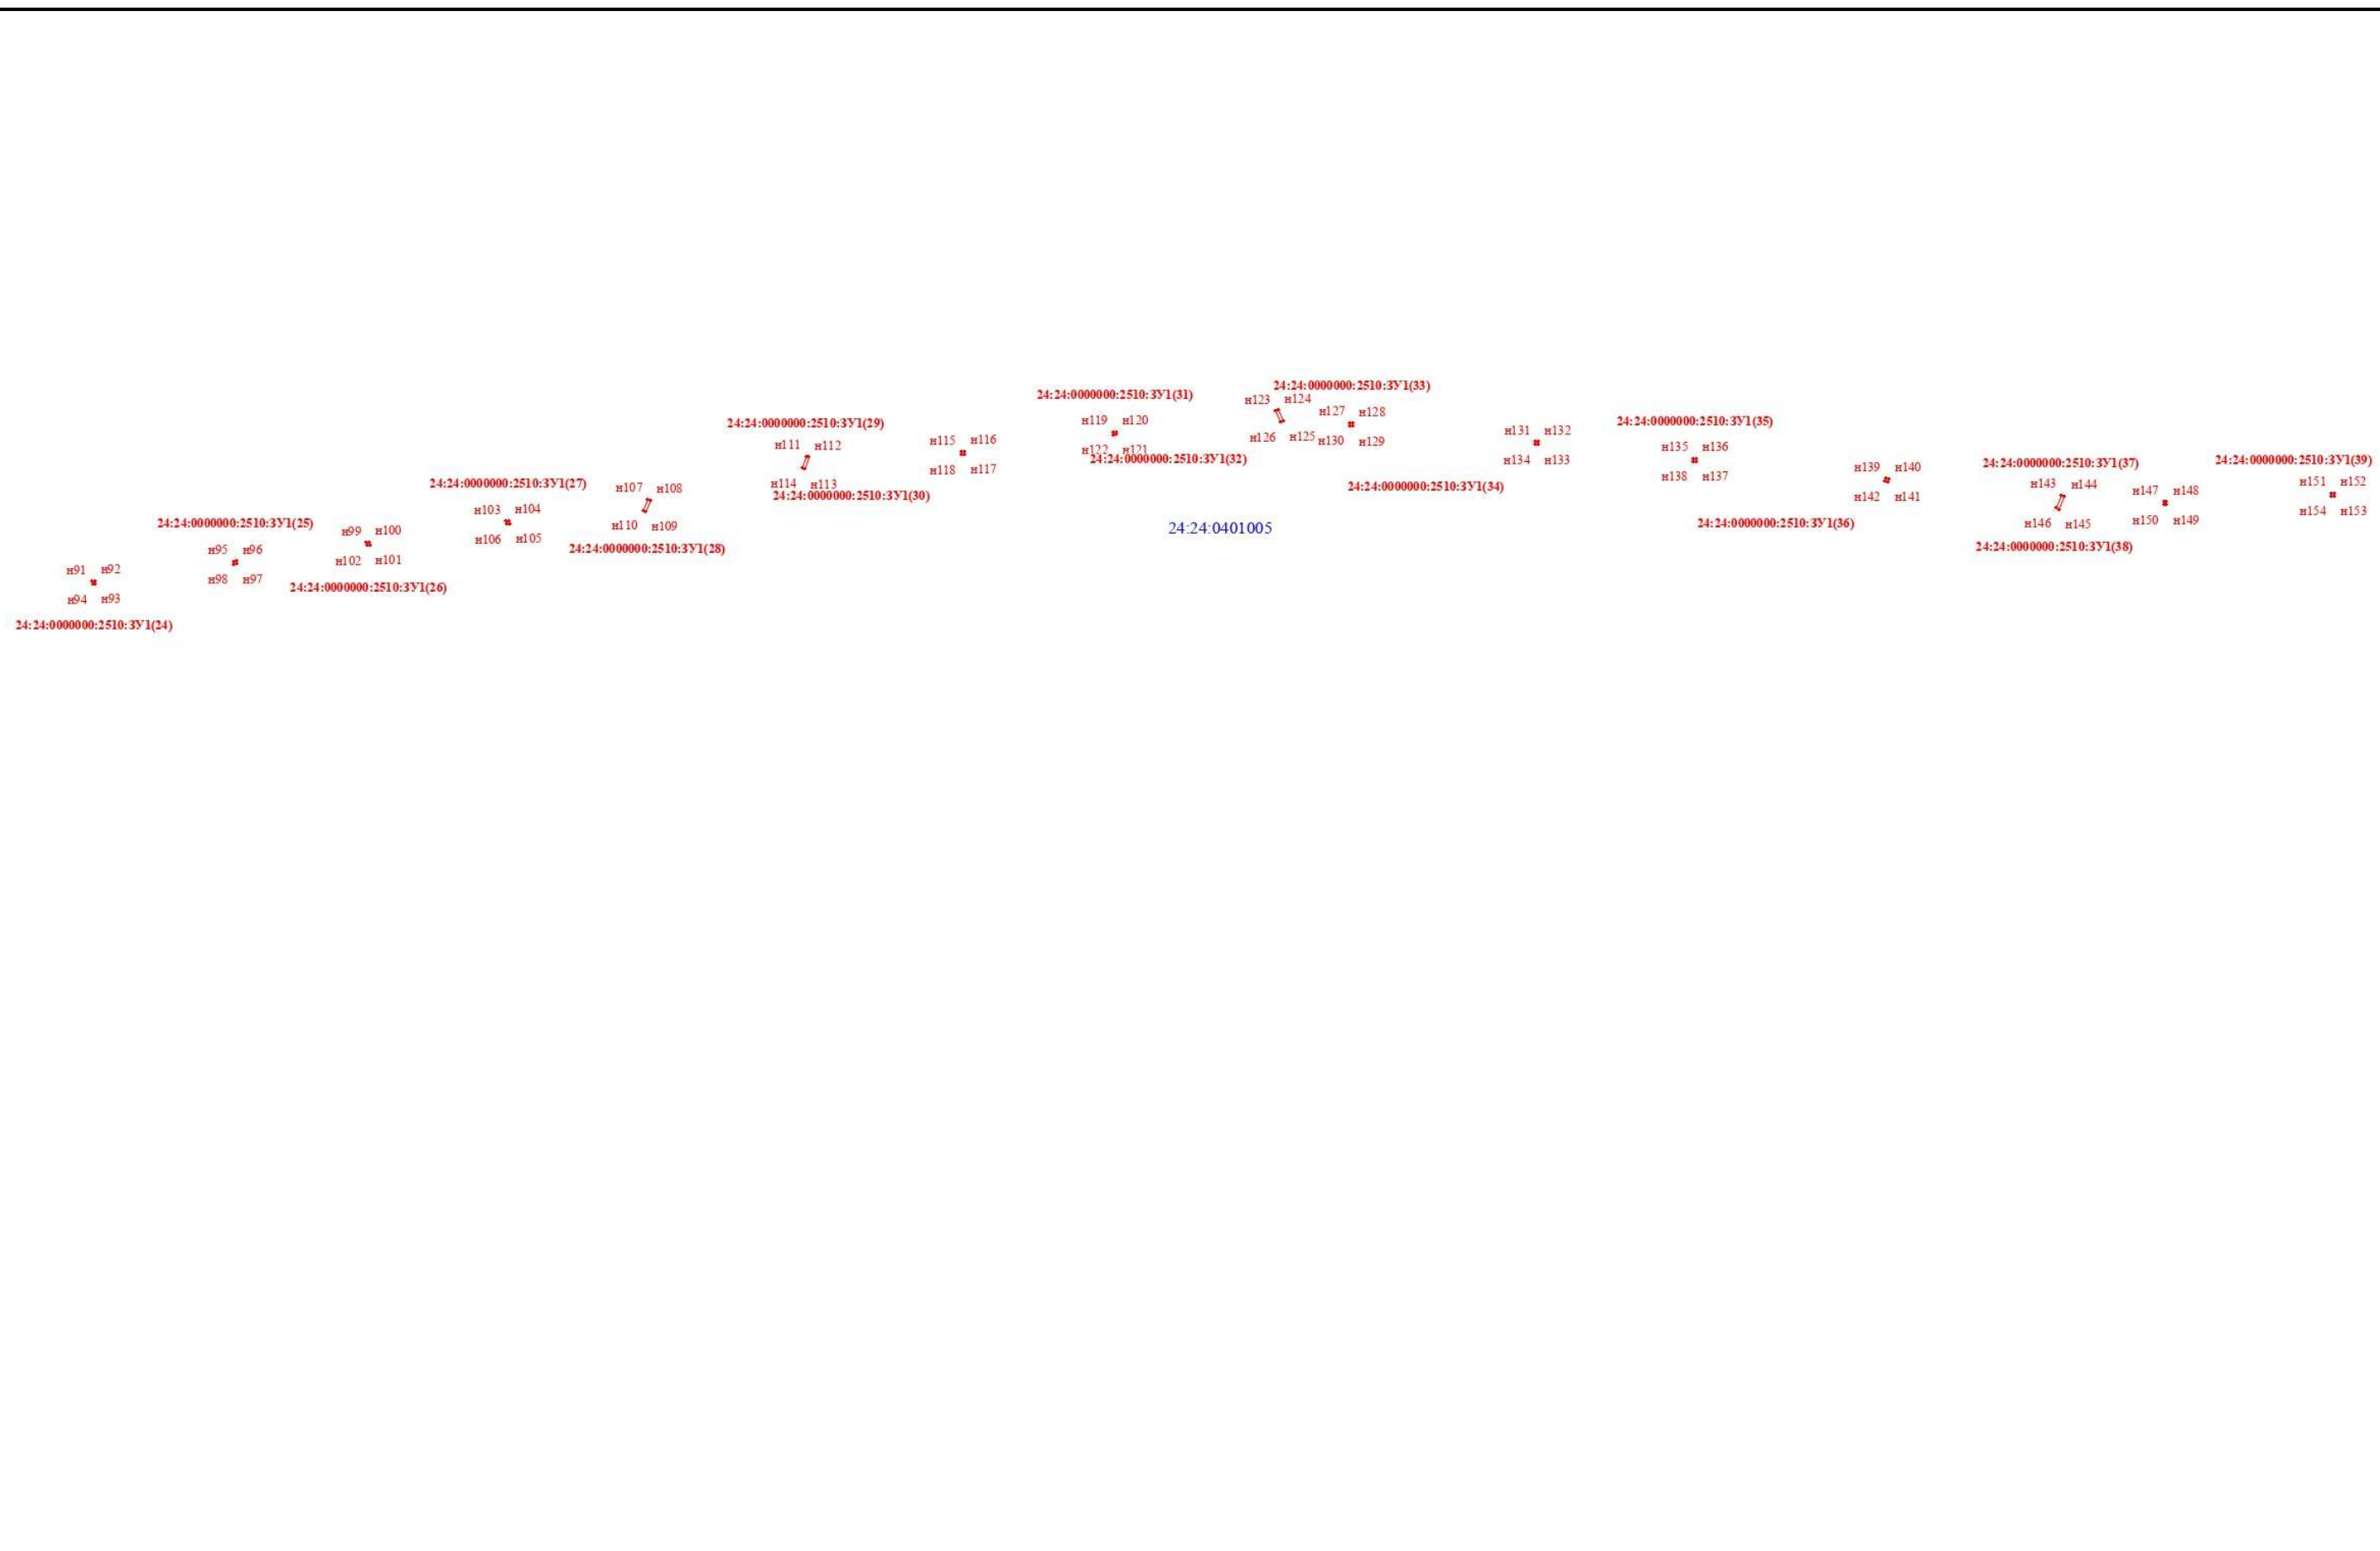 24:24:0000000:2510:ЗУ1(33)
24:24:0000000:2510:ЗУ1(31)
н123 н124
н127 н128
24:24:0000000:2510:ЗУ1(29)
н119 н120
24:24:0000000:2510:ЗУ1(35)
н131 н132
н126 н125
н130 н129
н111 н112
н115 н116
н122 н121
н135 н136
24:24:0000000:2510:ЗУ1(32)
н134 н133
24:24:0000000:2510:ЗУ1(39)
24:24:0000000:2510:ЗУ1(37)
н139 н140
н118 н117
н138 н137
24:24:0000000:2510:ЗУ1(27)
н114 н113
н143 н144
н151 н152
н107 н108
24:24:0000000:2510:ЗУ1(34)
н147 н148
24:24:0000000:2510:ЗУ1(30)
н142 н141
н103 н104
н154 н153
24:24:0000000:2510:ЗУ1(25)
н110 н109
24:24:0401005
24:24:0000000:2510:ЗУ1(36)
н146 н145
н150 н149
н99 н100
н106 н105
24:24:0000000:2510:ЗУ1(28)
24:24:0000000:2510:ЗУ1(38)
н95 н96
н102 н101
н91 н92
н98 н97
24:24:0000000:2510:ЗУ1(26)
н94 н93
24:24:0000000:2510:ЗУ1(24)